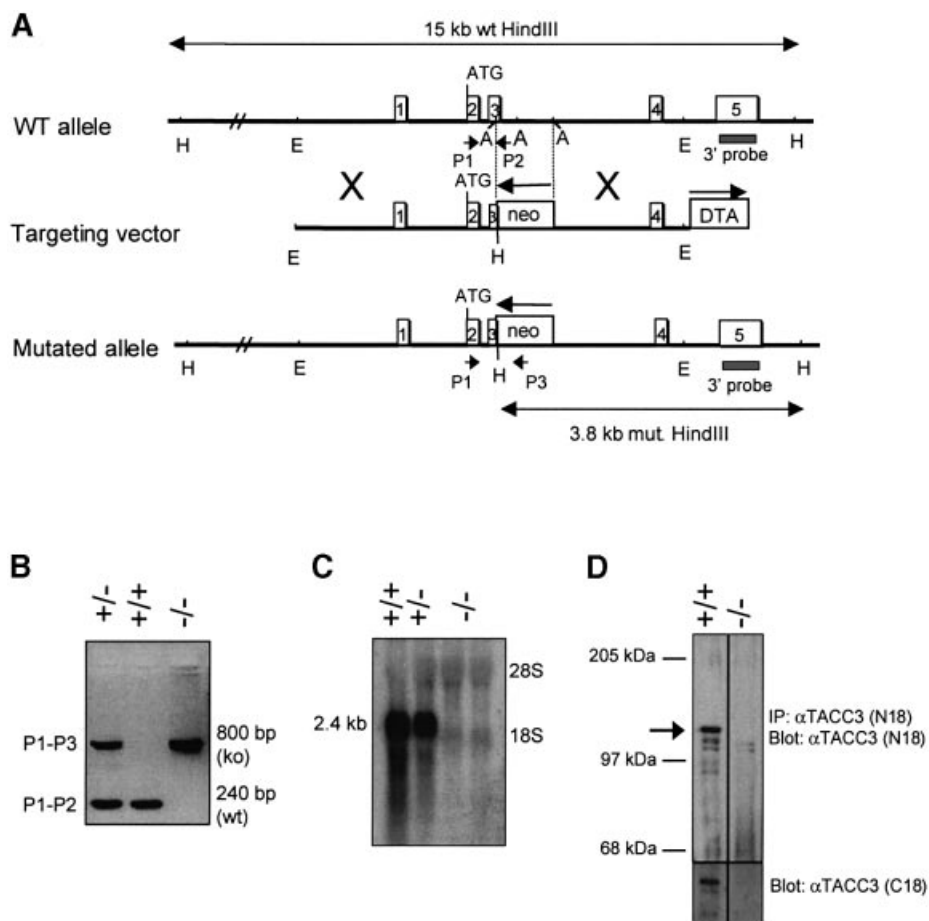 A
15 kb wt HindIII
ATG
1 2 3 4 5
WT allele
H // E A A A E H
P1 P2 3' probe
X X
ATG
1 2 3 neo 4 DTA
Targeting vector
E H E
ATG
1 2 3 neo 4 5
Mutated allele
H // E P1 H P3 E H
3' probe
3.8 kb mut. HindIII
B
+/- +/+ -/-
P1-P3
800 bp
(ko)
P1-P2
240 bp
(wt)
C
+/+ +/- -/-
28S
2.4 kb
18S
D
+/+ -/-
205 kDa
IP: αTACC3 (N18)
Blot: αTACC3 (N18)
97 kDa
68 kDa
Blot: αTACC3 (C18)